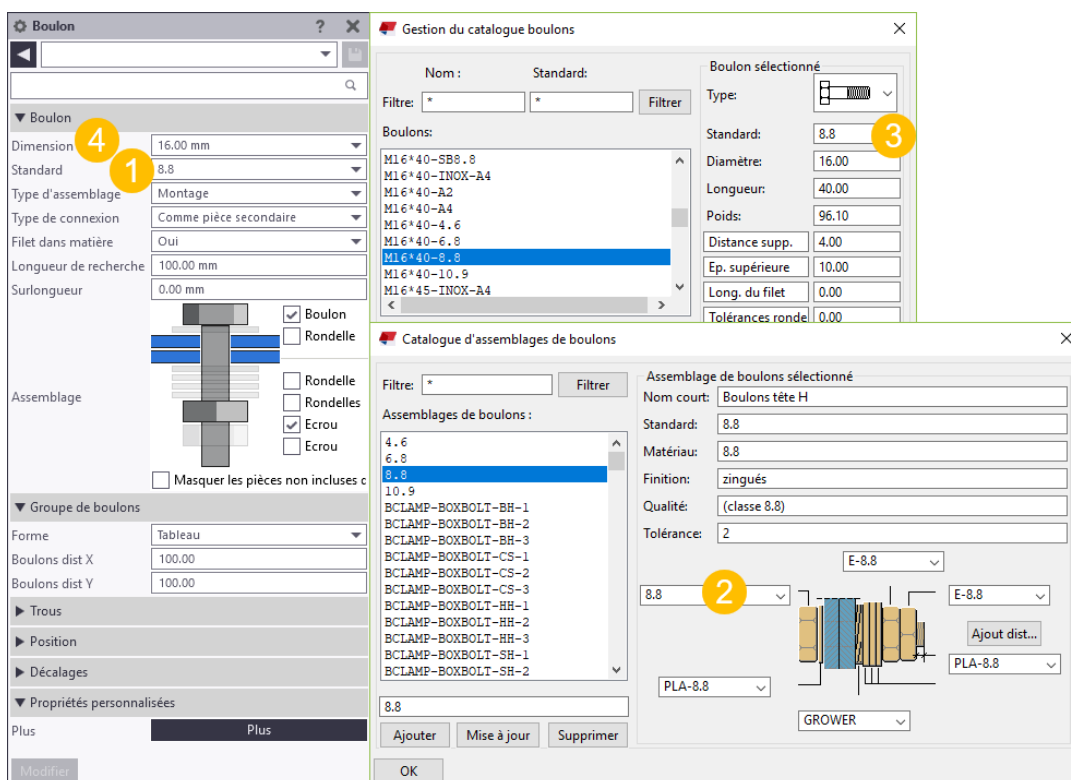 Boulon ?
Boulon
Dimension 4 16.00 mm
Standard 1 8.8
Type d'assemblage Montage
Type de connexion Comme pièce secondaire
Filet dans matière Oui
Longueur de recherche 100.00 mm
Surlongueur 0.00 mm
Boulon
Rondelle
Assemblage
Rondelle
Rondelles
Ecrou
Ecrou
Masquer les pièces non incluses c
Groupe de boulons
Forme Tableau
Boulons dist X 100.00
Boulons dist Y 100.00
Trous
Position
Décalages
Propriétés personnalisées
Plus Plus
Modifier
Gestion du catalogue boulons
Nom : Standard:
Filtre: * * Filtrer
Boulons:
M16*40-SB8.8
M16*40-INOX-A4
M16*40-A2
M16*40-A4
M16*40-4.6
M16*40-6.8
M16*40-8.8
M16*40-10.9
M16*45-INOX-A4
Boulon sélectionné
Type:
Standard: 8.8 3
Diamètre: 16.00
Longueur: 40.00
Poids: 96.10
Distance supp. 4.00
Ep. supérieure 10.00
Long. du filet 0.00
Tolérances ronde 0.00
Catalogue d'assemblages de boulons
Filtre: * Filtrer
Assemblages de boulons :
4.6
6.8
8.8
10.9
BCLAMP-BOXBOLT-BH-1
BCLAMP-BOXBOLT-BH-2
BCLAMP-BOXBOLT-BH-3
BCLAMP-BOXBOLT-CS-1
BCLAMP-BOXBOLT-CS-2
BCLAMP-BOXBOLT-CS-3
BCLAMP-BOXBOLT-HH-1
BCLAMP-BOXBOLT-HH-2
BCLAMP-BOXBOLT-HH-3
BCLAMP-BOXBOLT-SH-1
BCLAMP-BOXBOLT-SH-2
8.8
Ajouter Mise à jour Supprimer
OK
Assemblage de boulons sélectionné
Nom court: Boulons tête H
Standard: 8.8
Matériau: 8.8
Finition: zingués
Qualité: (classe 8.8)
Tolérance: 2
E-8.8
8.8 2 E-8.8
Ajout dist...
PLA-8.8
PLA-8.8
GROWER